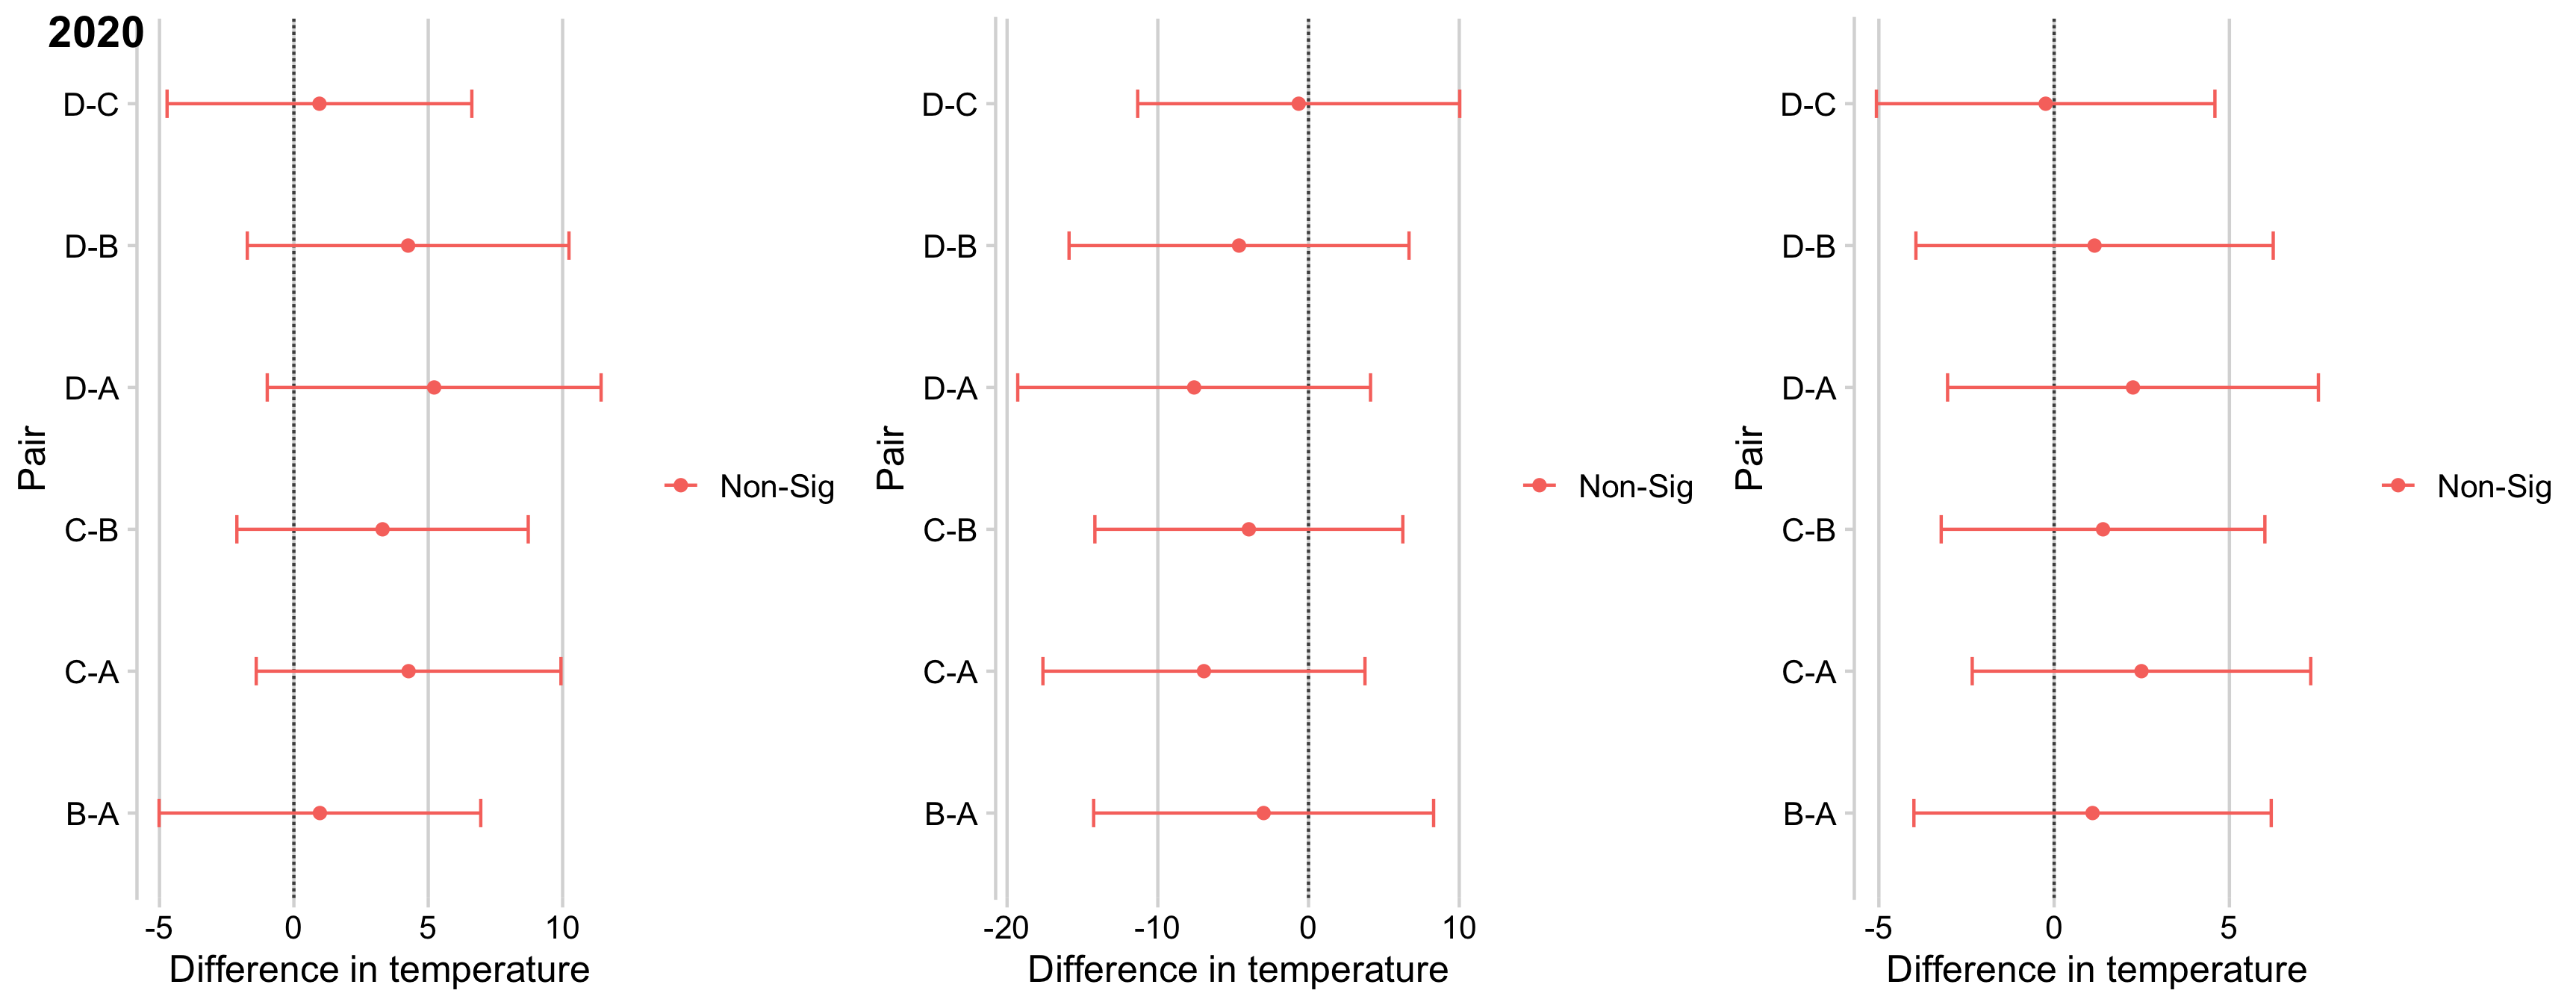 2020
D-C
D-B
D-A
C-B
C-A
B-A
Pair
-5 0 5 10
Difference in temperature
Non-Sig
D-C
D-B
D-A
C-B
C-A
B-A
Pair
-20 -10 0 10
Difference in temperature
Non-Sig
D-C
D-B
D-A
C-B
C-A
B-A
Pair
-5 0 5
Difference in temperature
Non-Sig